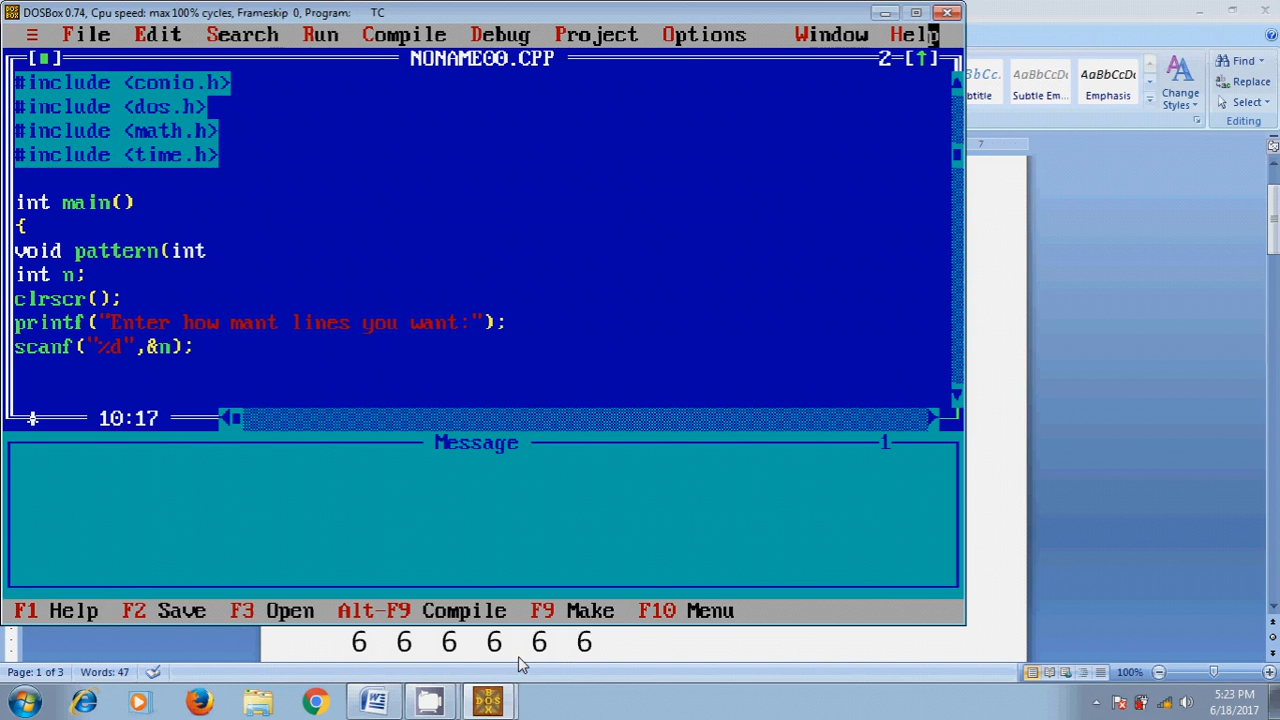 DOSBox 0.74, Cpu speed: max 100% cycles, Frameskip 0, Program: TC
≡ File Edit Search Run Compile Debug Project Options Window Help
[■] NONAME00.CPP 2=[↑]
#include <conio.h>
#include <dos.h>
#include <math.h>
#include <time.h>
int main()
{
void pattern(int
int n;
clrscr();
printf("Enter how mant lines you want:");
scanf("%d",&n);
10:17
Message 1
F1 Help F2 Save F3 Open Alt-F9 Compile F9 Make F10 Menu
AaBbCc. AaBbCcDc AaBbCcDc
btitle Subtle Em... Emphasis
Change Styles
Find
Replace
Select
Editing
7
6 6 6 6 6 6
Page: 1 of 3 Words: 47 100%
5:23 PM
6/18/2017